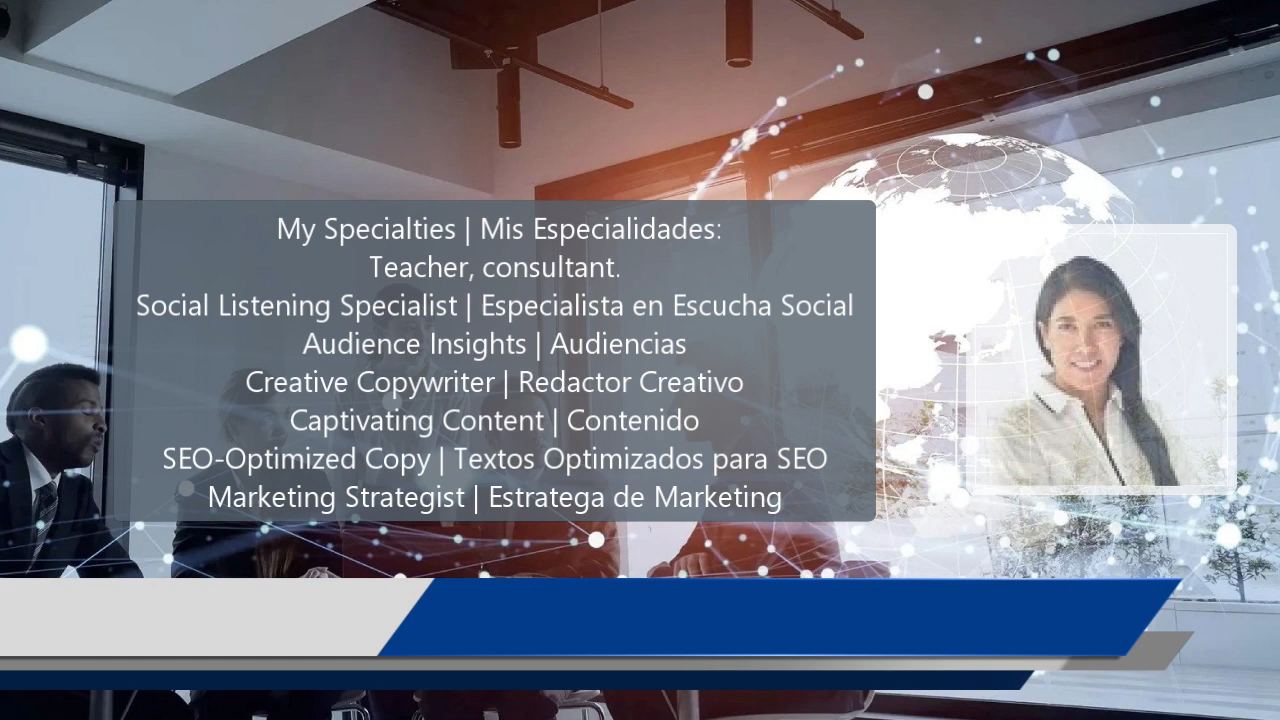 My Specialties | Mis Especialidades:
Teacher, consultant.
Social Listening Specialist | Especialista en Escucha Social
Audience Insights | Audiencias
Creative Copywriter | Redactor Creativo
Captivating Content | Contenido
SEO-Optimized Copy | Textos Optimizados para SEO
Marketing Strategist | Estratega de Marketing